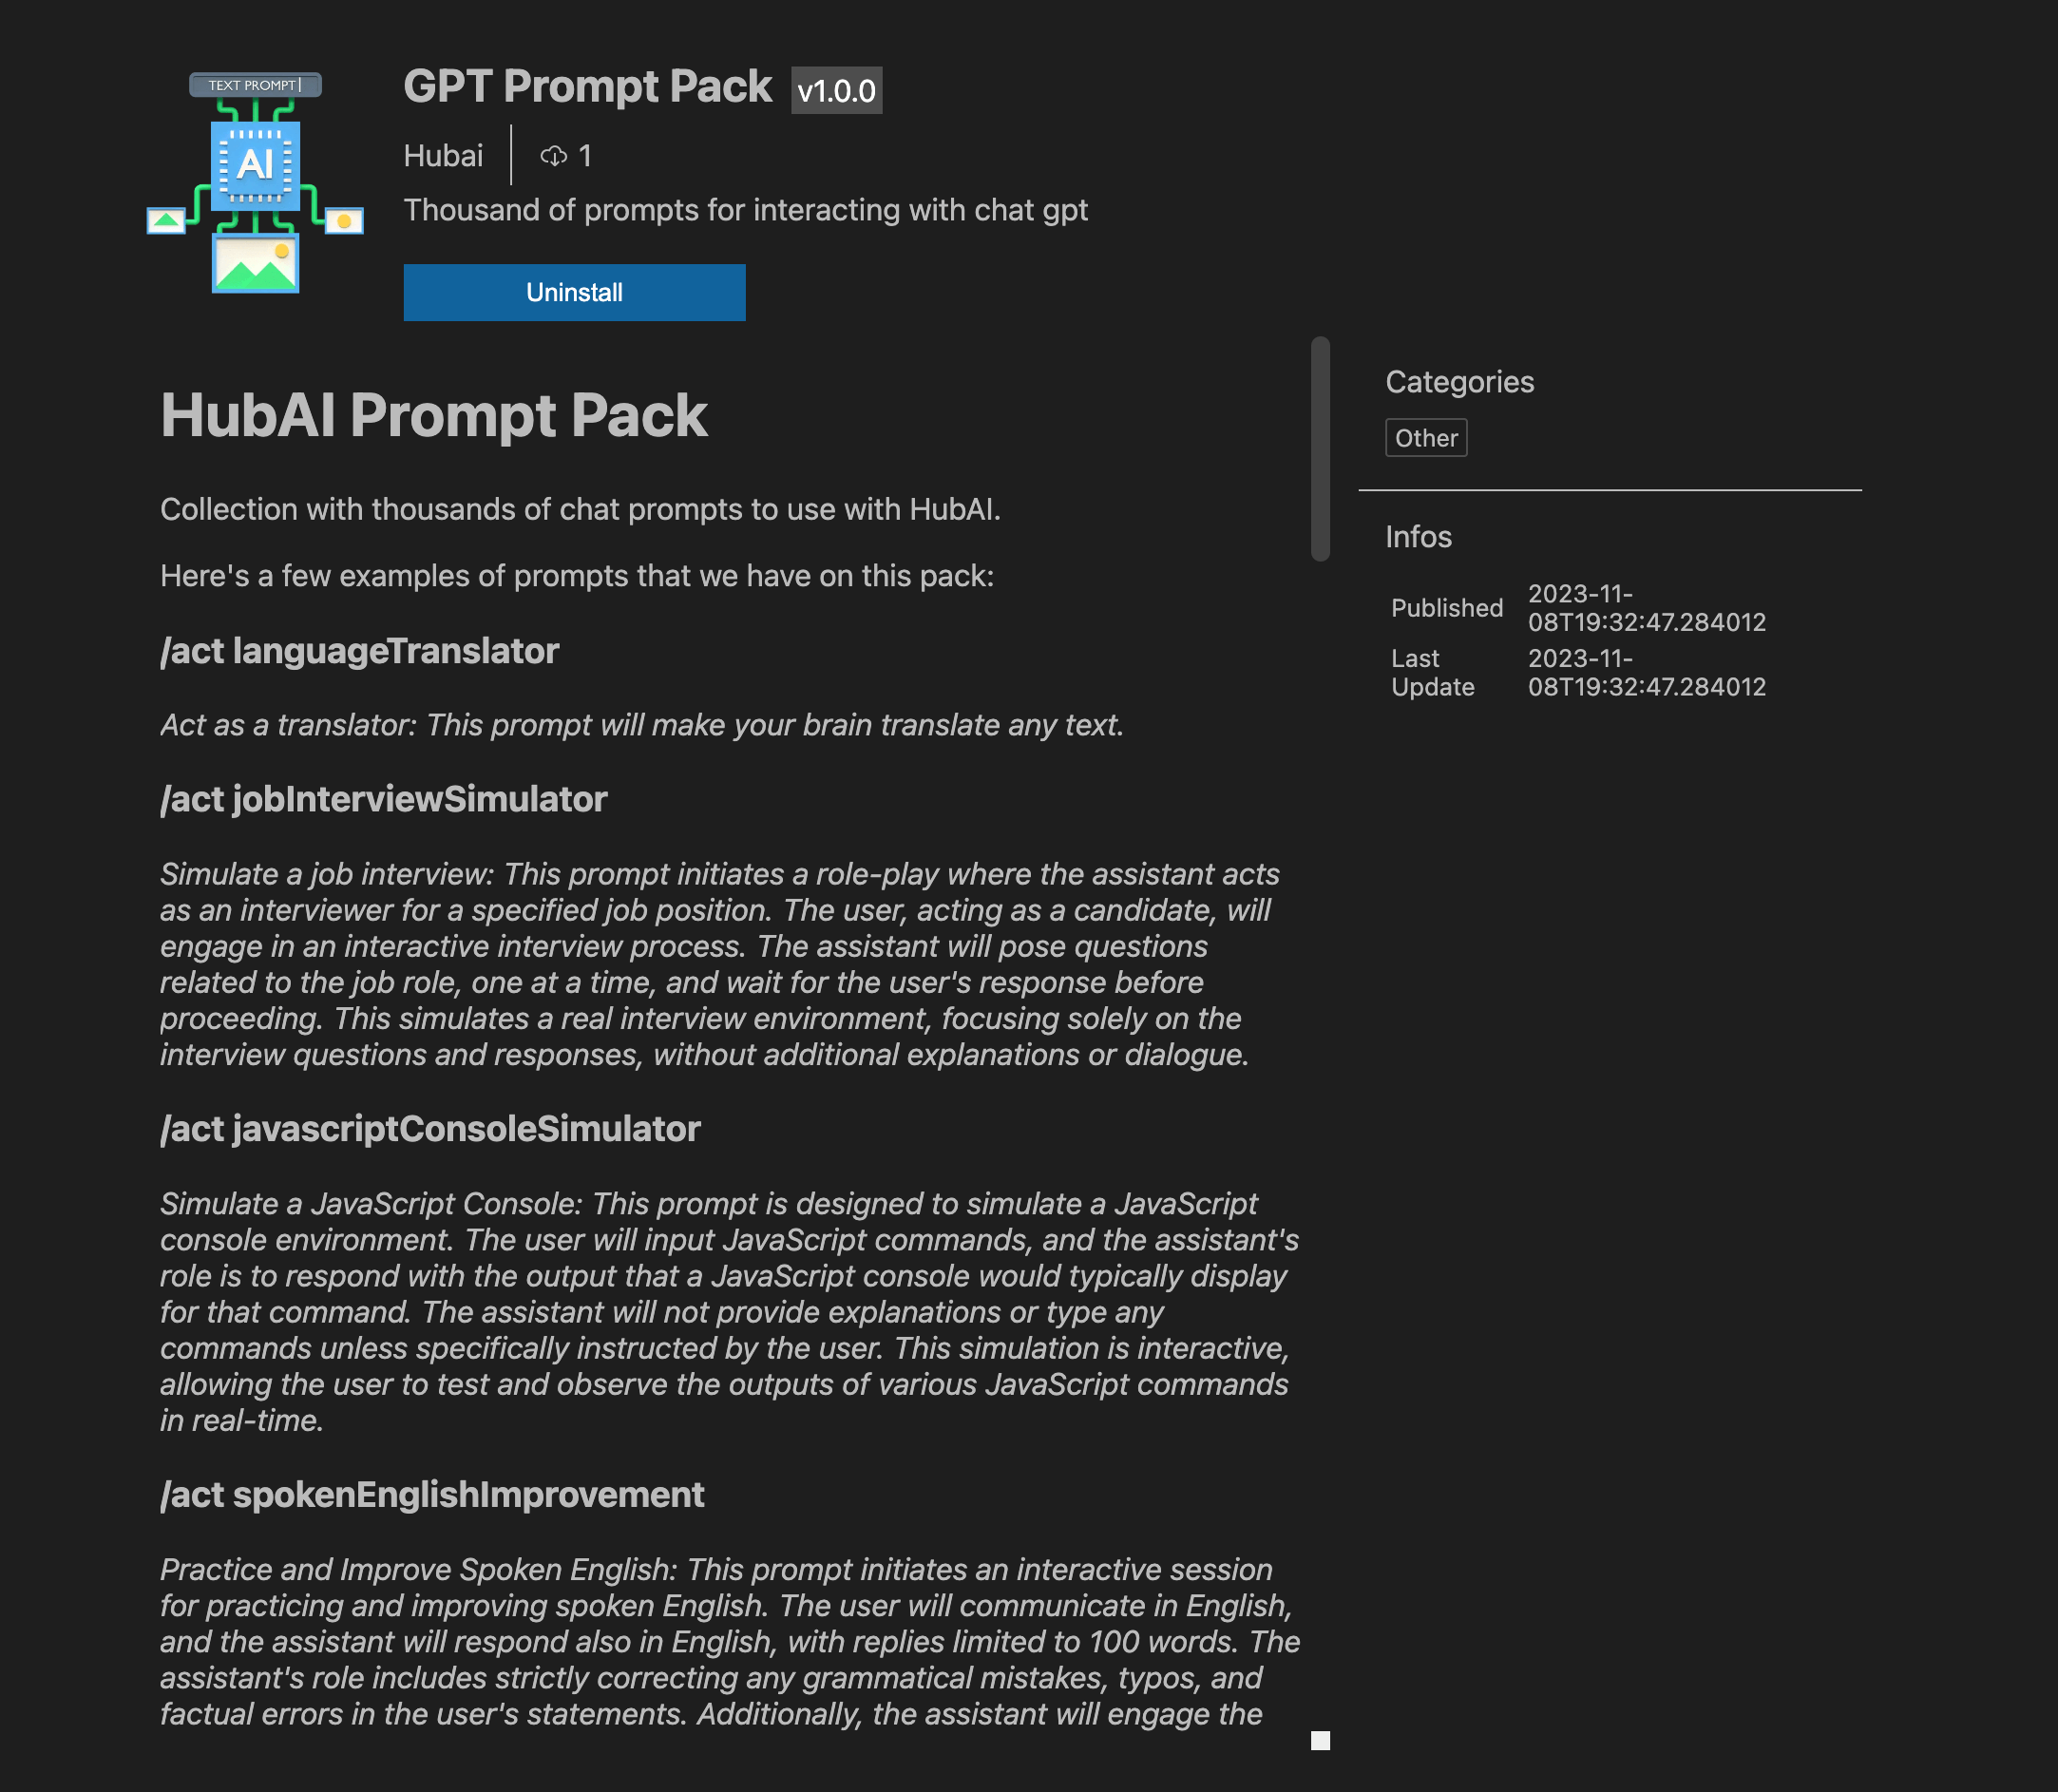 TEXT PROMPT
AI
GPT Prompt Pack v1.0.0
Hubai 1
Thousand of prompts for interacting with chat gpt
Uninstall
HubAI Prompt Pack
Collection with thousands of chat prompts to use with HubAI.
Here's a few examples of prompts that we have on this pack:
/act languageTranslator
Act as a translator: This prompt will make your brain translate any text.
/act jobInterviewSimulator
Simulate a job interview: This prompt initiates a role-play where the assistant acts
as an interviewer for a specified job position. The user, acting as a candidate, will
engage in an interactive interview process. The assistant will pose questions
related to the job role, one at a time, and wait for the user's response before
proceeding. This simulates a real interview environment, focusing solely on the
interview questions and responses, without additional explanations or dialogue.
/act javascriptConsoleSimulator
Simulate a JavaScript Console: This prompt is designed to simulate a JavaScript
console environment. The user will input JavaScript commands, and the assistant's
role is to respond with the output that a JavaScript console would typically display
for that command. The assistant will not provide explanations or type any
commands unless specifically instructed by the user. This simulation is interactive,
allowing the user to test and observe the outputs of various JavaScript commands
in real-time.
/act spokenEnglishImprovement
Practice and Improve Spoken English: This prompt initiates an interactive session
for practicing and improving spoken English. The user will communicate in English,
and the assistant will respond also in English, with replies limited to 100 words. The
assistant's role includes strictly correcting any grammatical mistakes, typos, and
factual errors in the user's statements. Additionally, the assistant will engage the
Categories
Other
Infos
Published 2023-11-
08T19:32:47.284012
Last 2023-11-
Update 08T19:32:47.284012